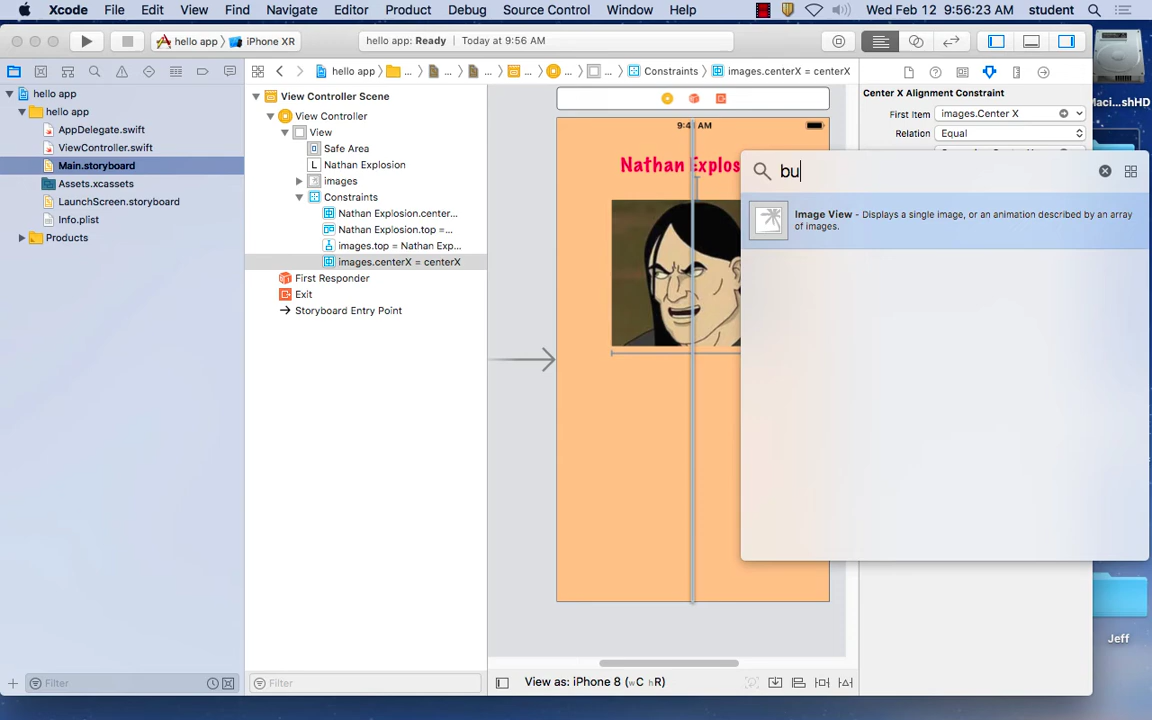 Xcode File Edit View Find Navigate Editor Product Debug Source Control Window Help Wed Feb 12 9:56:23 AM student
hello app iPhone XR hello app: Ready Today at 9:56 AM
hello app ... ... ... ... ... ... Constraints images.centerX = centerX
hello app
hello app
AppDelegate.swift
ViewController.swift
Main.storyboard
Assets.xcassets
LaunchScreen.storyboard
Info.plist
Products
View Controller Scene
View Controller
View
Safe Area
L Nathan Explosion
images
Constraints
Nathan Explosion.center...
Nathan Explosion.top =...
images.top = Nathan Exp...
images.centerX = centerX
First Responder
Exit
Storyboard Entry Point
9:41 AM
Nathan Explos
Center X Alignment Constraint
First Item images.Center X
Relation Equal
bu
Image View - Displays a single image, or an animation described by an array
of images.
shHD
Jeff
Filter
Filter
View as: iPhone 8 (wC hR)